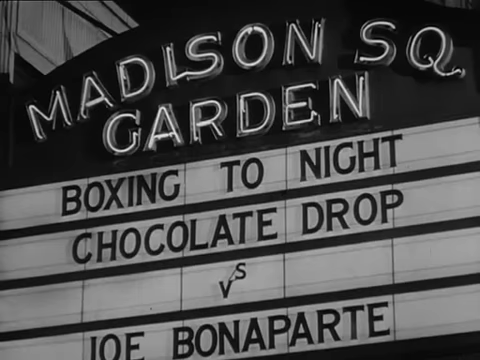 MADISON SQ.
GARDEN
BOXING TO NIGHT
CHOCOLATE DROP
VS
JOE BONAPARTE